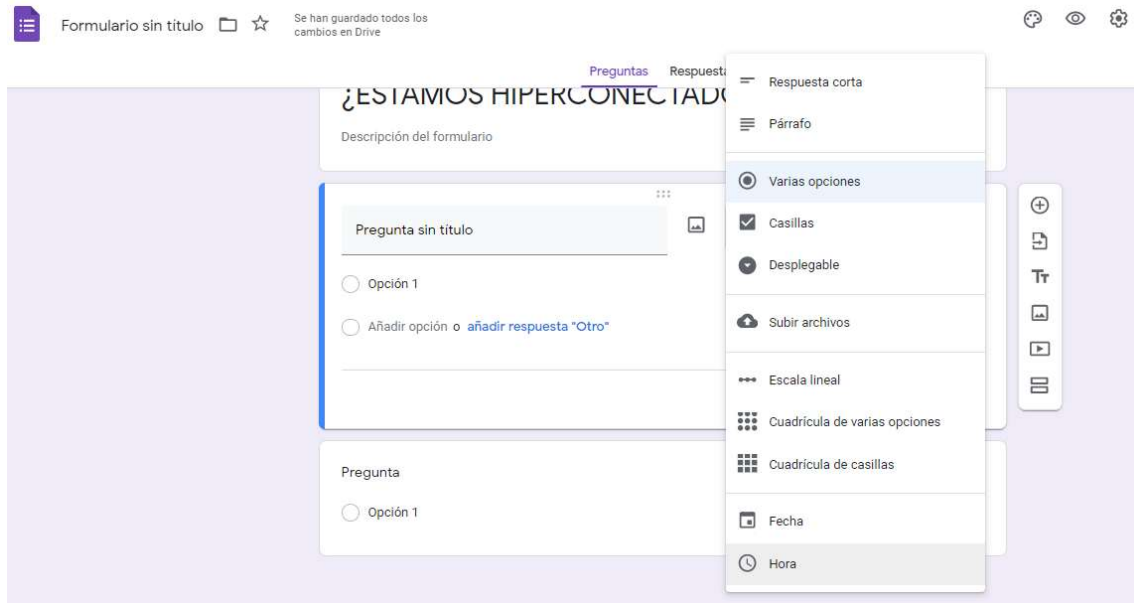 Formulario sin título
Se han guardado todos los
cambios en Drive
Preguntas
¿ESTAMOS
Descripción del formulario
Pregunta sin título
Opción 1
Añadir opción o añadir respuesta "Otro"
Pregunta
Opción 1
Respuesta corta
Párrafo
Varias opciones
Casillas
Desplegable
Subir archivos
Escala lineal
Cuadrícula de varias opciones
Cuadrícula de casillas
Fecha
Hora
Tт